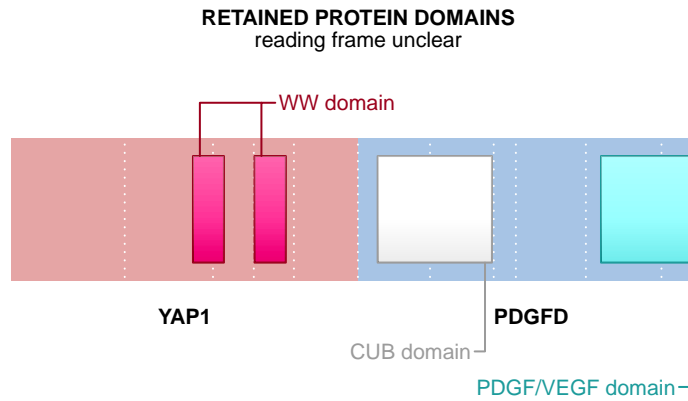 RETAINED PROTEIN DOMAINS
reading frame unclear
WW domain
YAP1
PDGFD
CUB domain
PDGF/VEGF domain